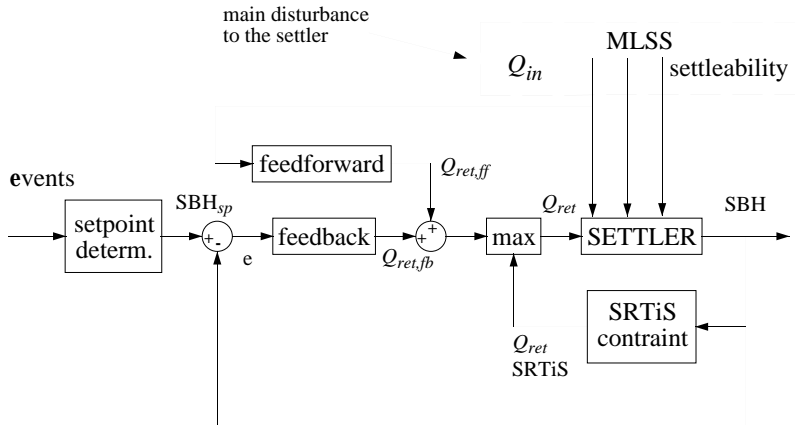 main disturbance
to the settler
MLSS
Q_in
settleability
feedforward
Q_ret,ff
events
SBH_sp
setpoint
determ.
+
-
e
feedback
Q_ret,fb
+
+
max
Q_ret
SETTLER
SBH
Q_ret
SRTiS
SRTiS
contraint